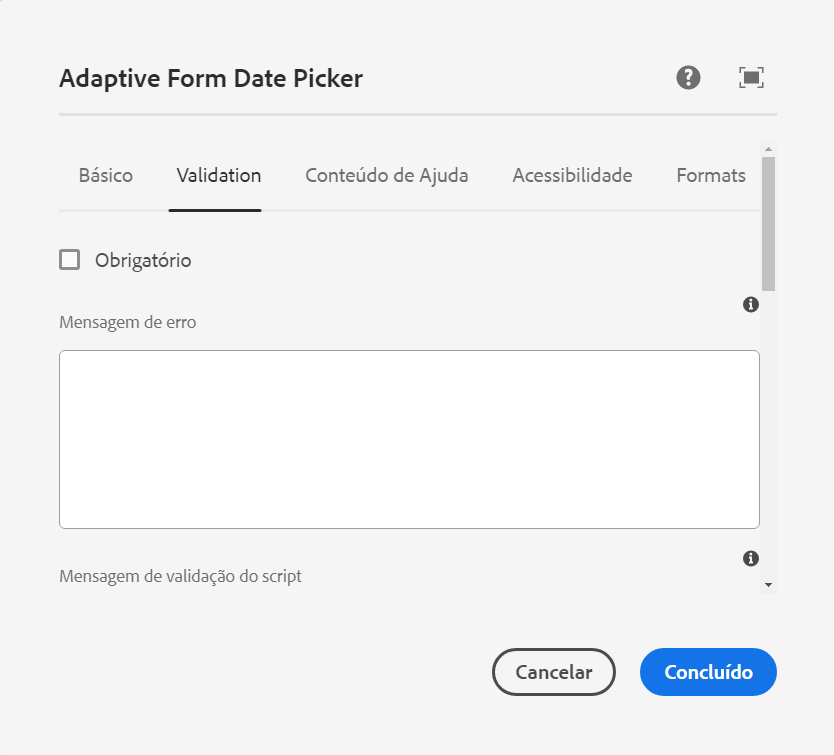 Adaptive Form Date Picker
Básico Validation Conteúdo de Ajuda Acessibilidade Formats
Obrigatório
Mensagem de erro
Mensagem de validação do script
Cancelar Concluído